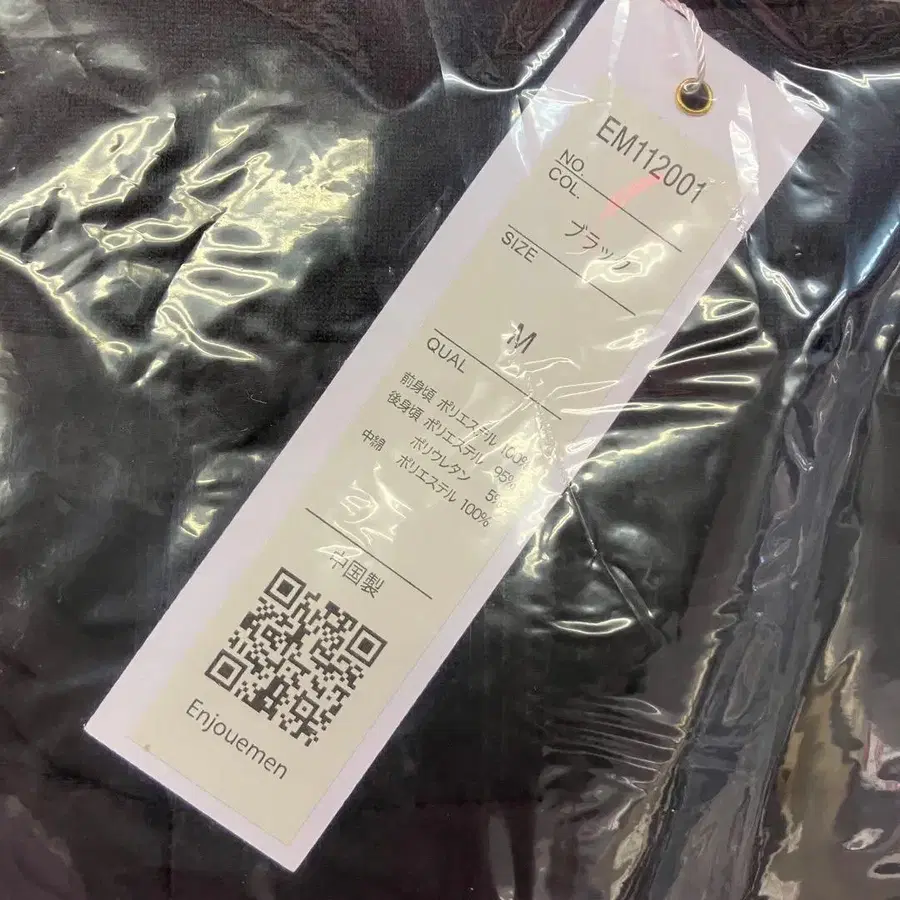 EM112001
NO
COL.
ブラック
SIZE
M
QUAL
前身頃 ポリエステル 100%
後身頃 ポリエステル 95%
ポリウレタン 5%
中綿 ポリエステル 100%
中国製
Enjouemen